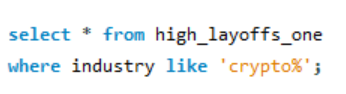 select * from high_layoffs_one
where industry like 'crypto%';